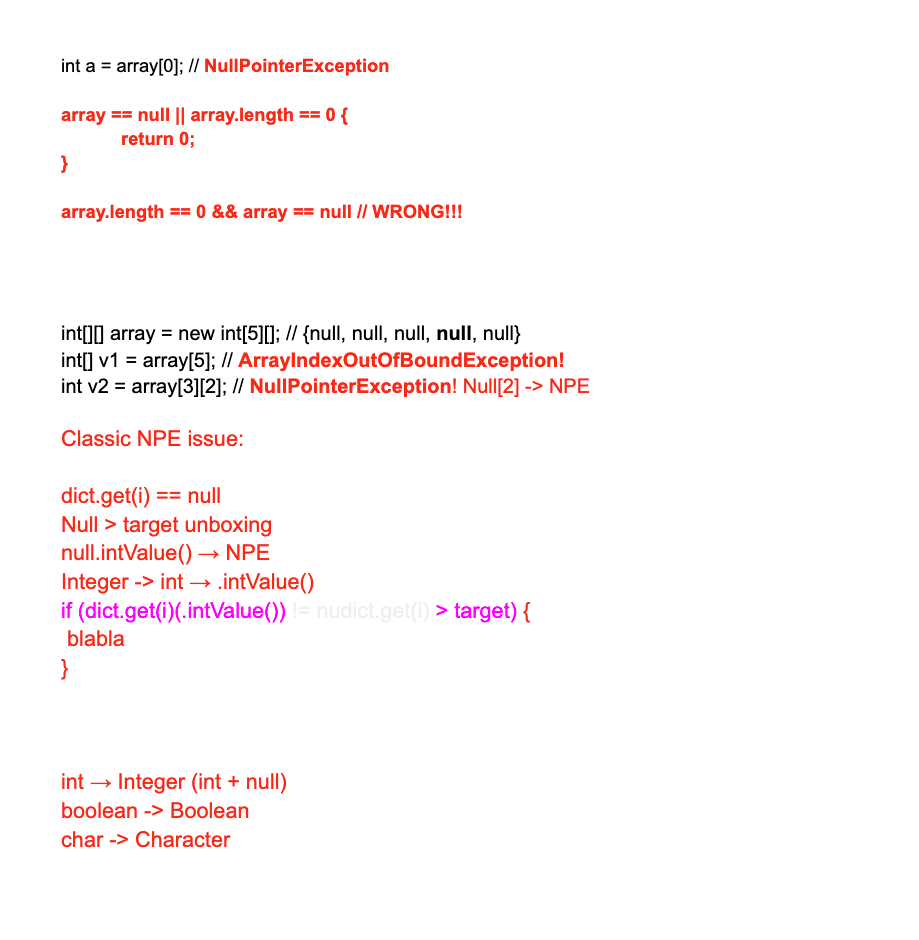 int a = array[0]; // NullPointerException
array == null || array.length == 0 {
return 0;
}
array.length == 0 && array == null // WRONG!!!
int[][] array = new int[5][]; // {null, null, null, null, null}
int[] v1 = array[5]; // ArrayIndexOutOfBoundException!
int v2 = array[3][2]; // NullPointerException! Null[2] -> NPE
Classic NPE issue:
dict.get(i) == null
Null > target unboxing
null.intValue() → NPE
Integer -> int → .intValue()
if (dict.get(i)(.intValue()) != nudict.get(i) > target) {
blabla
}
int → Integer (int + null)
boolean -> Boolean
char -> Character